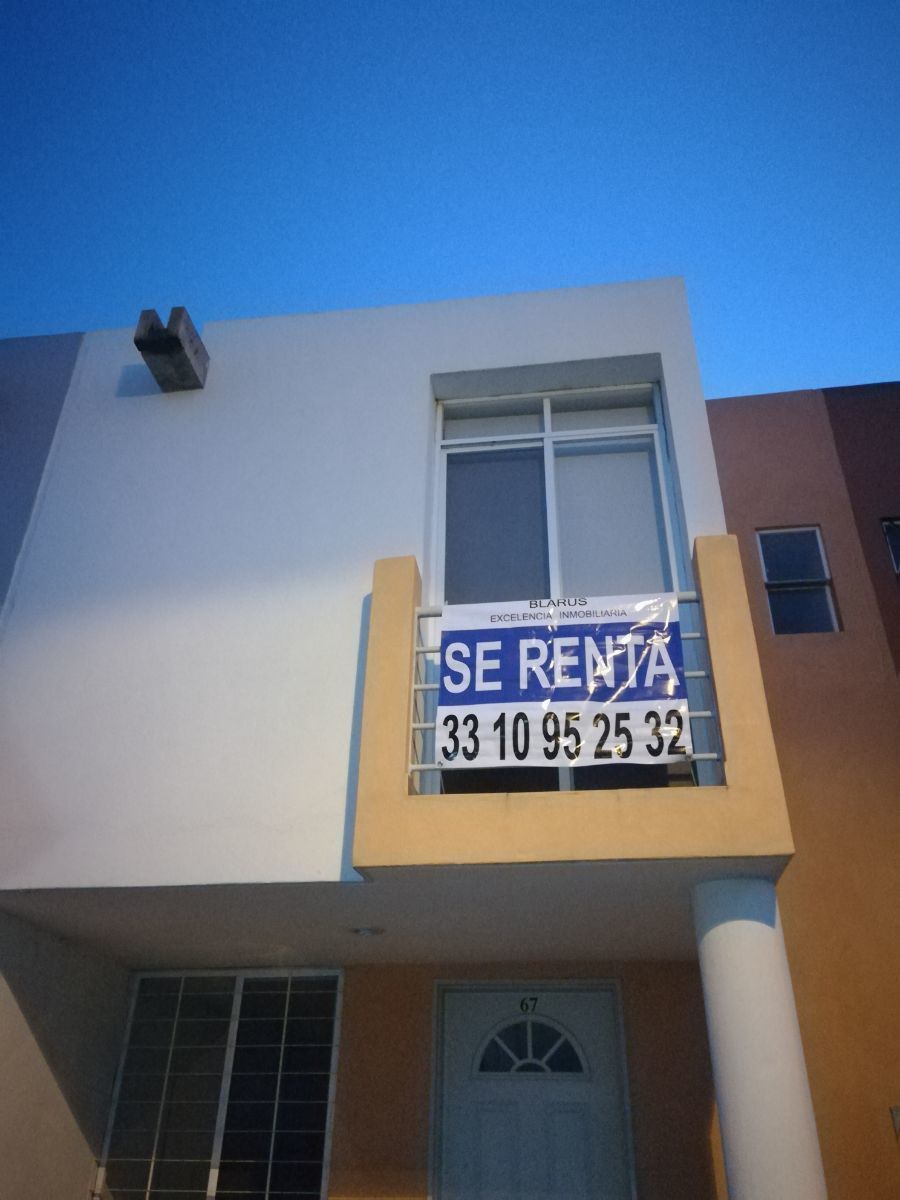 BLARUS
EXCELENCIA INMOBILIARIA
SE RENTA
33 10 95 25 32
67